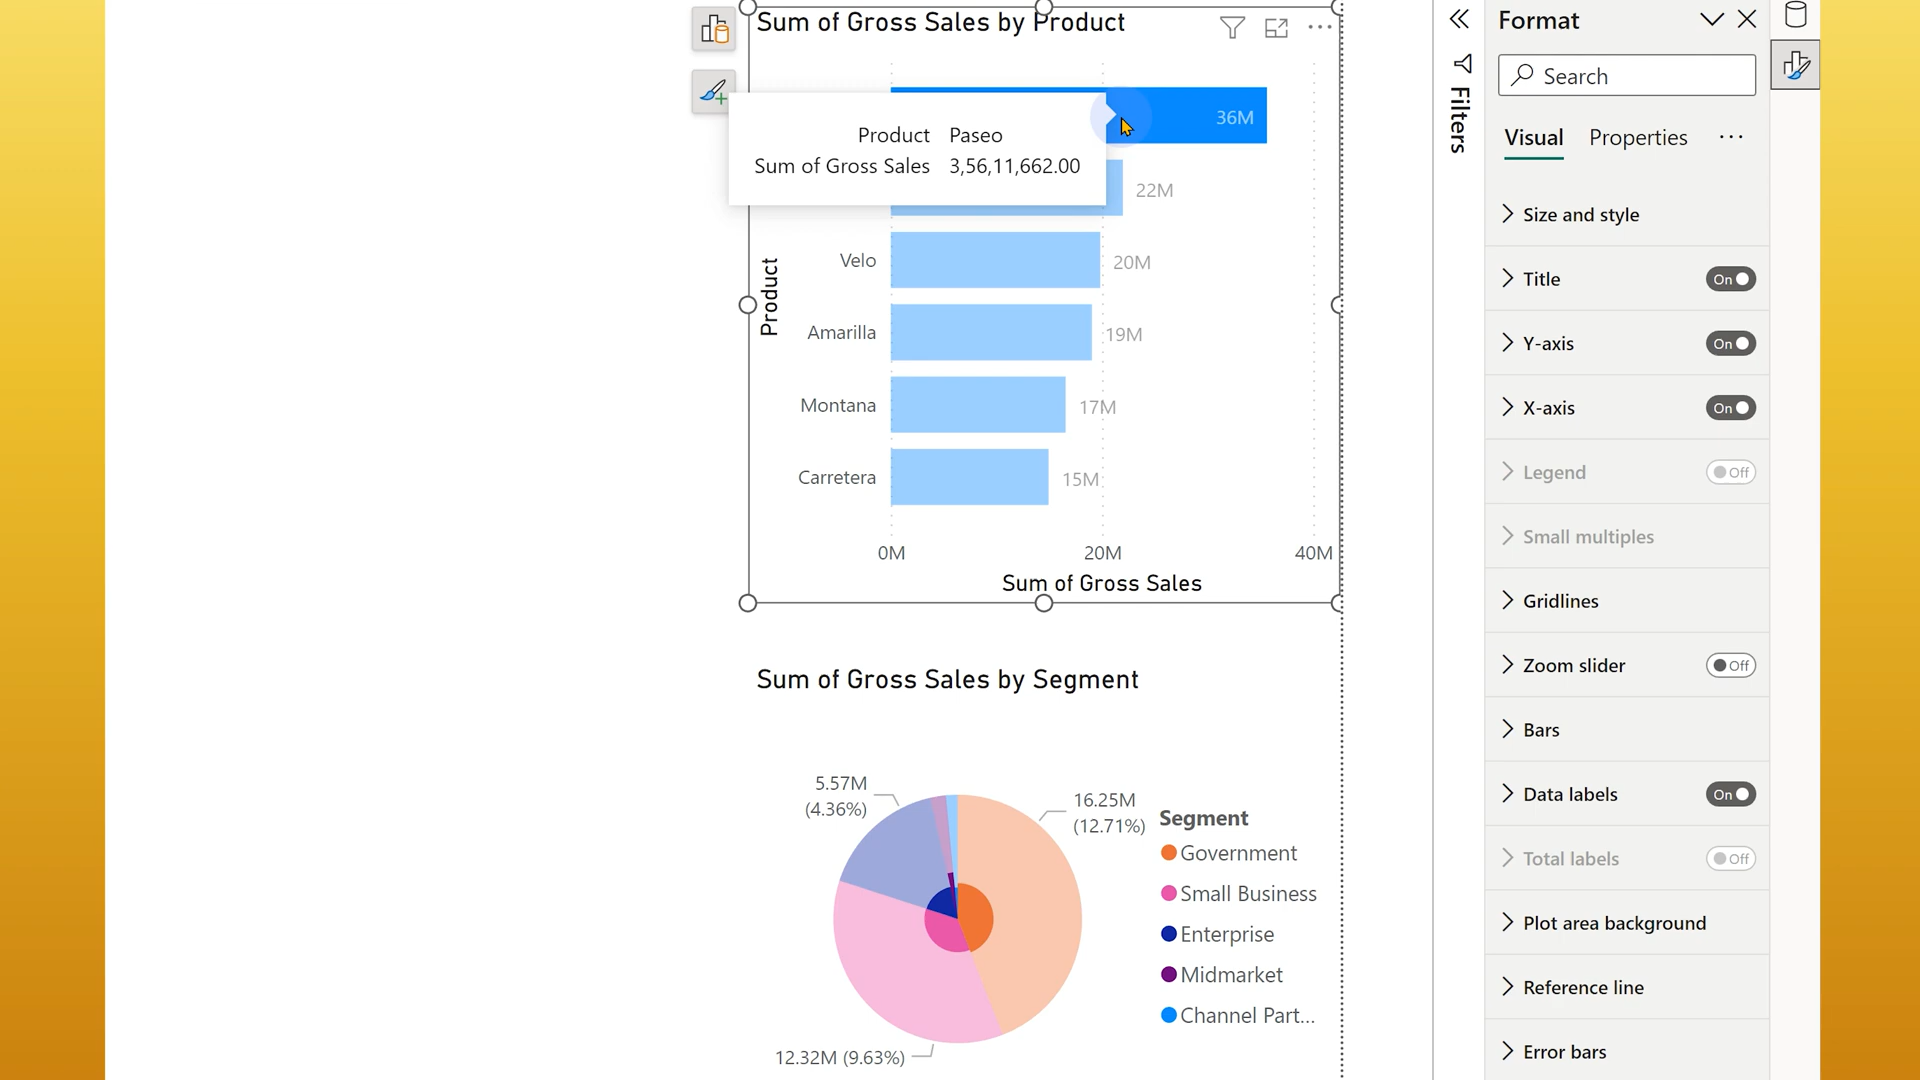 Sum of Gross Sales by Product
Product Paseo
Sum of Gross Sales 3,56,11,662.00
36M
22M
Velo 20M
Amarilla 19M
Montana 17M
Carretera 15M
Product
0M 20M 40M
Sum of Gross Sales
Sum of Gross Sales by Segment
5.57M
(4.36%)
16.25M
(12.71%)
12.32M (9.63%)
Segment
Government
Small Business
Enterprise
Midmarket
Channel Part...
Filters
Format
Search
Visual Properties
Size and style
Title On
Y-axis On
X-axis On
Legend Off
Small multiples
Gridlines
Zoom slider Off
Bars
Data labels On
Total labels Off
Plot area background
Reference line
Error bars